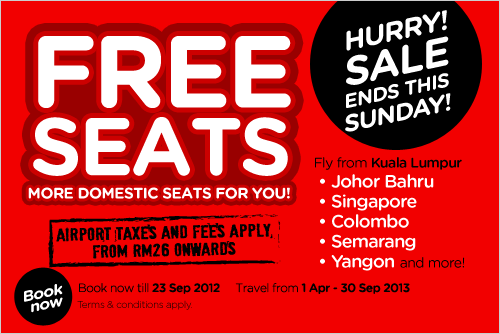 FREE
SEATS
MORE DOMESTIC SEATS FOR YOU!
HURRY!
SALE
ENDS THIS
SUNDAY!
AIRPORT TAXE'S AND FEE'S APPLY,
FROM RM26 ONWARDS
Fly from Kuala Lumpur
• Johor Bahru
• Singapore
• Colombo
• Semarang
• Yangon and more!
Book
now
Book now till 23 Sep 2012 Travel from 1 Apr - 30 Sep 2013
Terms & conditions apply.